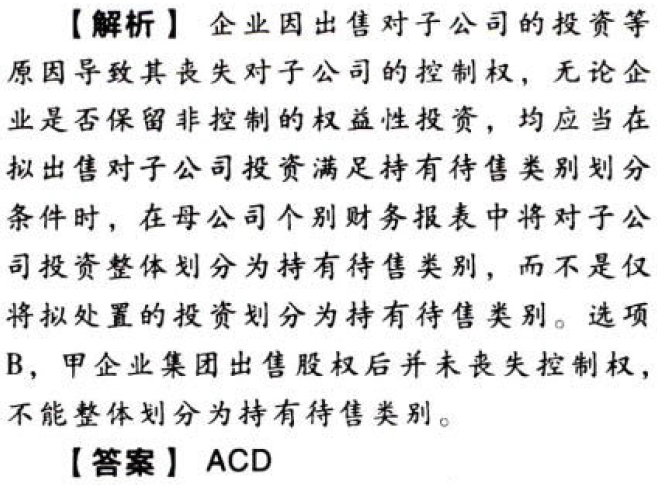 【解析】 企业因出售对子公司的投资等
原因导致其丧失对子公司的控制权，无论企
业是否保留非控制的权益性投资，均应当在
拟出售对子公司投资满足持有待售类别划分
条件时，在母公司个别财务报表中将对子公
司投资整体划分为持有待售类别，而不是仅
将拟处置的投资划分为持有待售类别。选项
B，甲企业集团出售股权后并未丧失控制权，
不能整体划分为持有待售类别。
【答案】 ACD